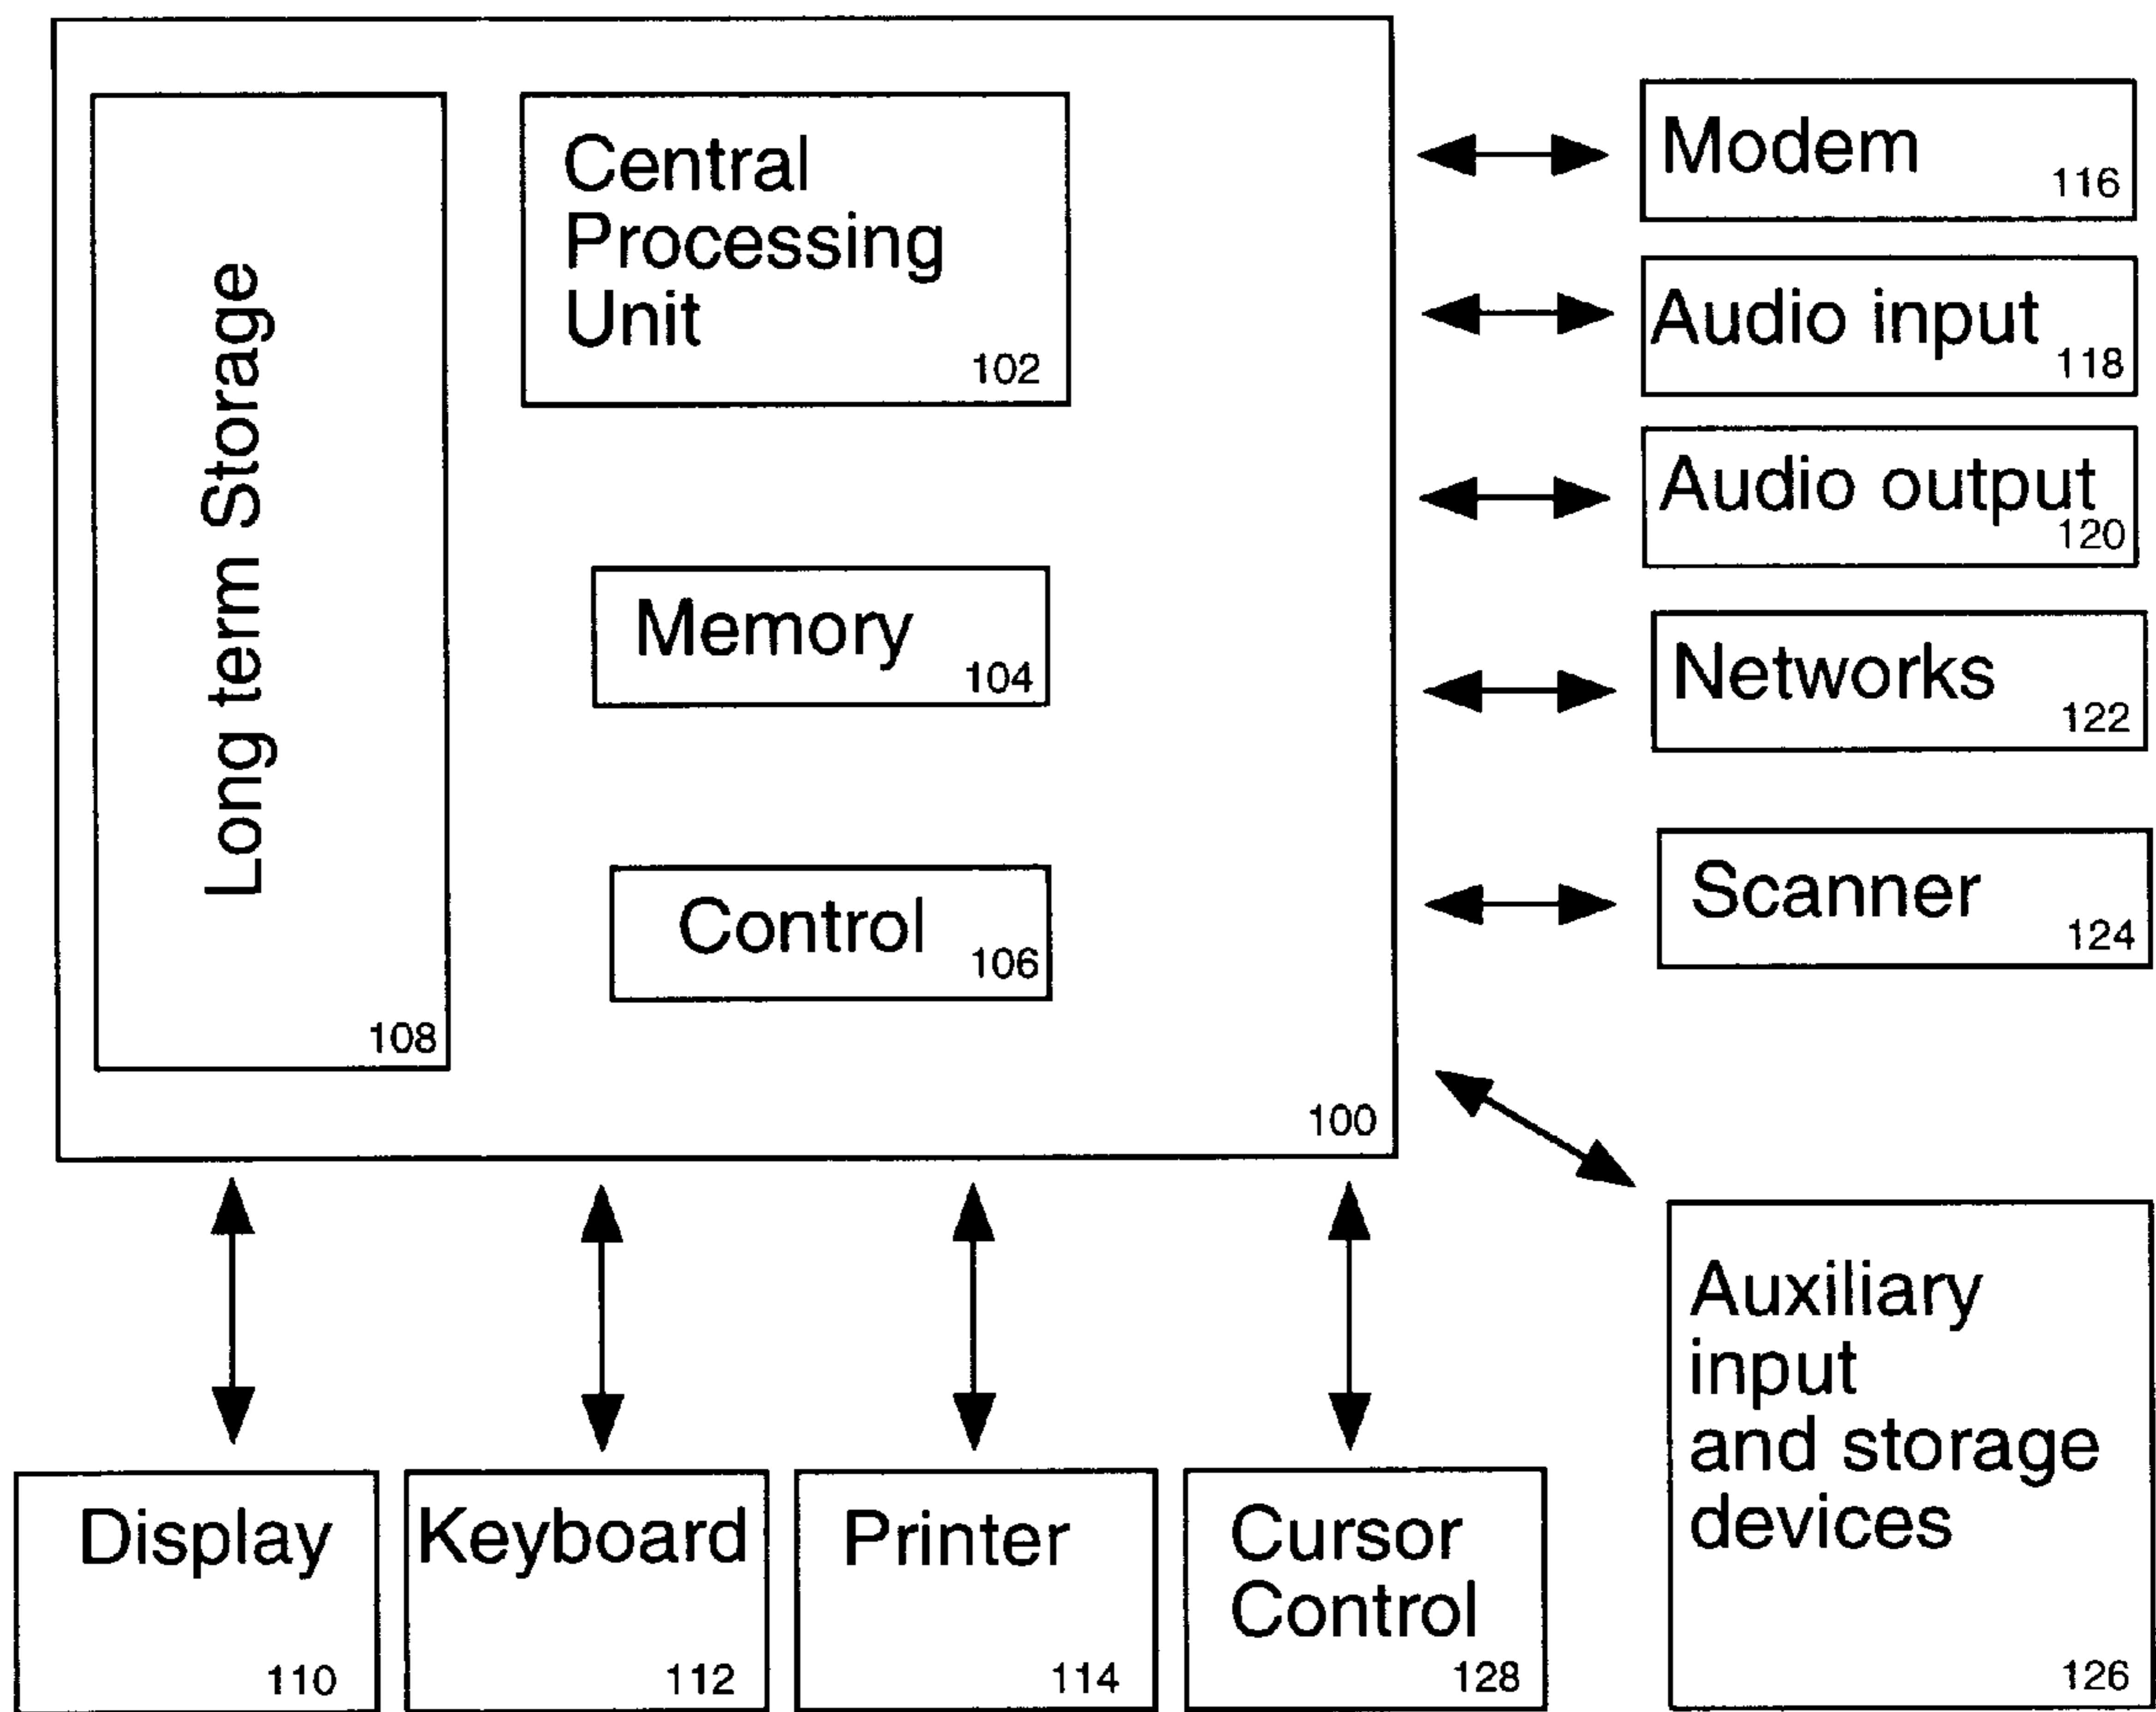 Long term Storage
108
Central
Processing
Unit
102
Memory
104
Control
106
100
Modem
116
Audio input
118
Audio output
120
Networks
122
Scanner
124
Auxiliary
input
and storage
devices
126
Display
110
Keyboard
112
Printer
114
Cursor
Control
128